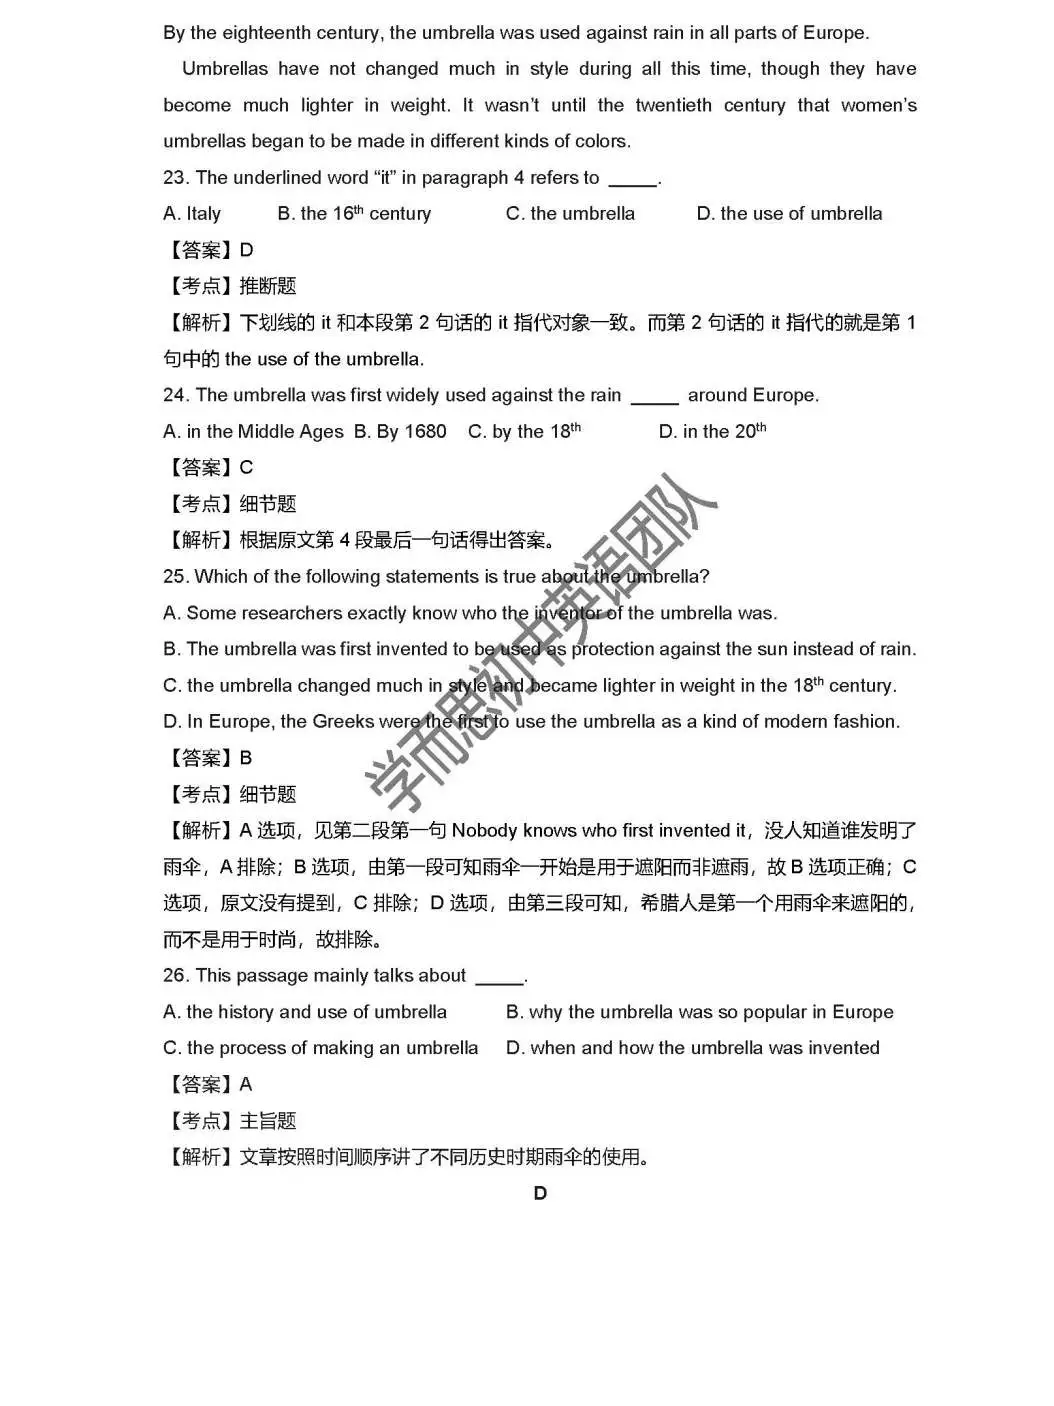 By the eighteenth century, the umbrella was used against rain in all parts of Europe.
Umbrellas have not changed much in style during all this time, though they have
become much lighter in weight. It wasn’t until the twentieth century that women’s
umbrellas began to be made in different kinds of colors.
23. The underlined word “it” in paragraph 4 refers to _____.
A. Italy B. the 16th century C. the umbrella D. the use of umbrella
【答案】D
【考点】推断题
【解析】下划线的 it 和本段第 2 句话的 it 指代对象一致。而第 2 句话的 it 指代的就是第 1
句中的 the use of the umbrella.
24. The umbrella was first widely used against the rain _____ around Europe.
A. in the Middle Ages B. By 1680 C. by the 18th D. in the 20th
【答案】C
【考点】细节题
【解析】根据原文第 4 段最后一句话得出答案。
25. Which of the following statements is true about the umbrella?
A. Some researchers exactly know who the inventor of the umbrella was.
B. The umbrella was first invented to be used as protection against the sun instead of rain.
C. the umbrella changed much in style and became lighter in weight in the 18th century.
D. In Europe, the Greeks were the first to use the umbrella as a kind of modern fashion.
【答案】B
【考点】细节题
【解析】A 选项，见第二段第一句 Nobody knows who first invented it，没人知道谁发明了
雨伞，A 排除；B 选项，由第一段可知雨伞一开始是用于遮阳而非遮雨，故 B 选项正确；C
选项，原文没有提到，C 排除；D 选项，由第三段可知，希腊人是第一个用雨伞来遮阳的，
而不是用于时尚，故排除。
26. This passage mainly talks about _____.
A. the history and use of umbrella B. why the umbrella was so popular in Europe
C. the process of making an umbrella D. when and how the umbrella was invented
【答案】A
【考点】主旨题
【解析】文章按照时间顺序讲了不同历史时期雨伞的使用。
D
学而思初中英语团队